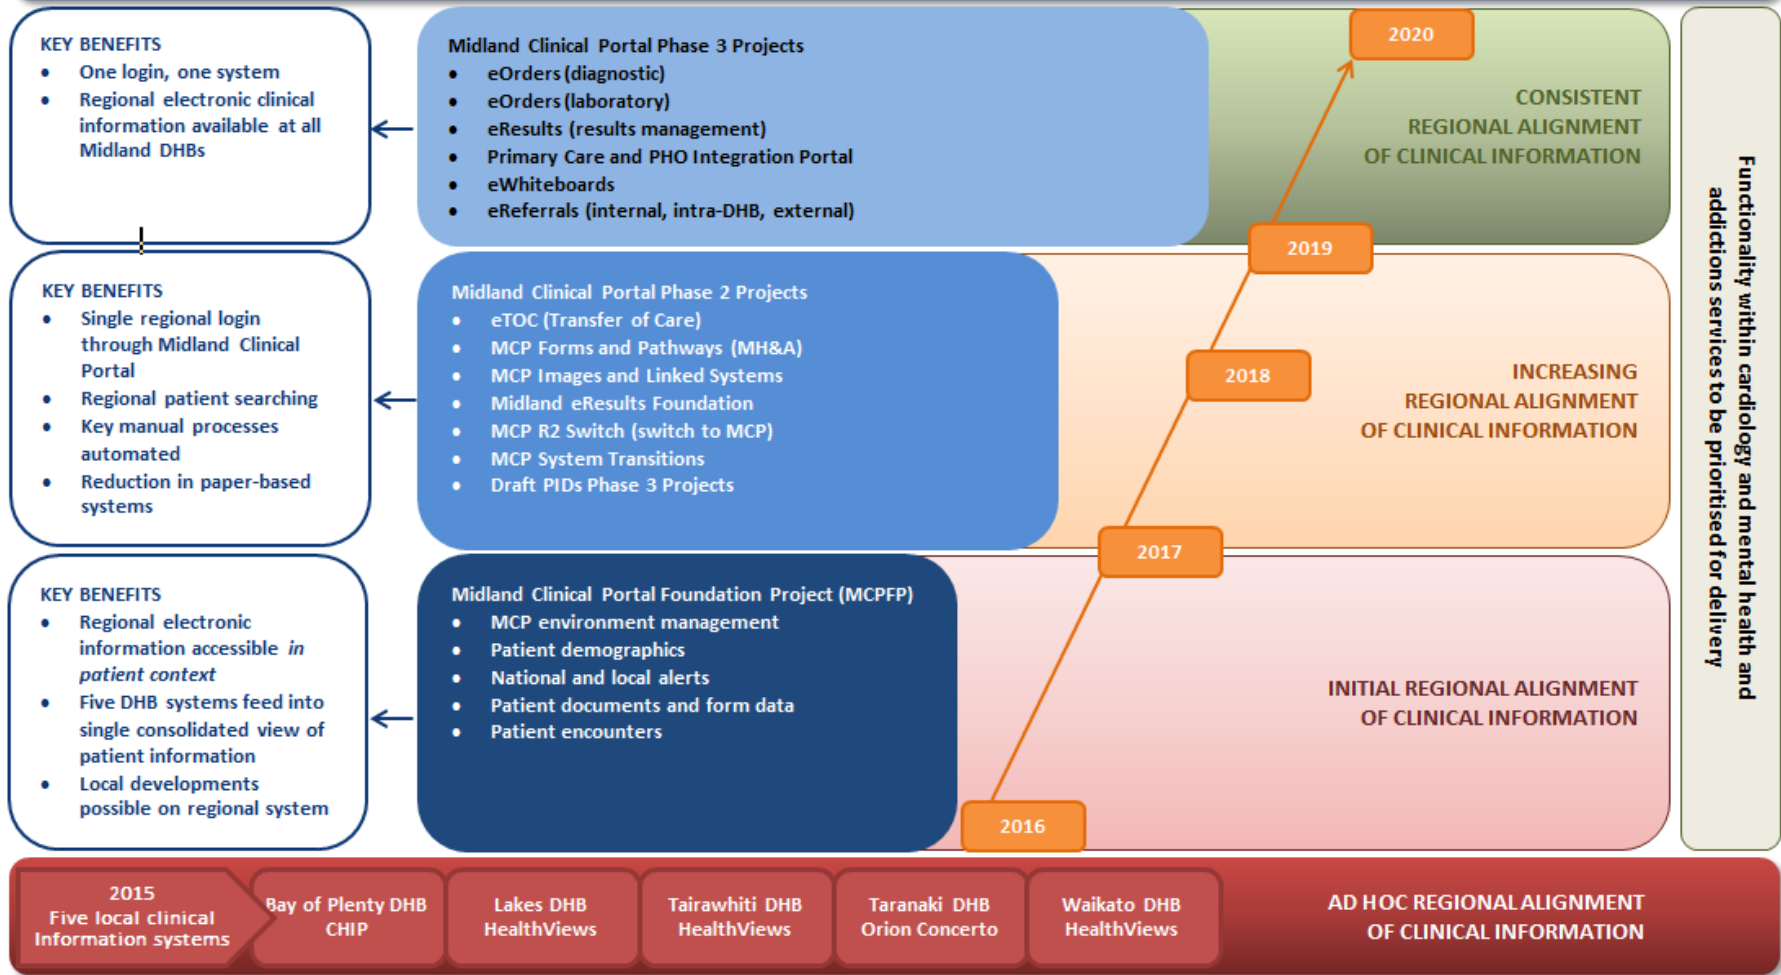 KEY BENEFITS
• One login, one system
• Regional electronic clinical
information available at all
Midland DHBs
Midland Clinical Portal Phase 3 Projects
• eOrders (diagnostic)
• eOrders (laboratory)
• eResults (results management)
• Primary Care and PHO Integration Portal
• eWhiteboards
• eReferrals (internal, intra-DHB, external)
2020
CONSISTENT
REGIONAL ALIGNMENT
OF CLINICAL INFORMATION
2019
KEY BENEFITS
• Single regional login
through Midland Clinical
Portal
• Regional patient searching
• Key manual processes
automated
• Reduction in paper-based
systems
Midland Clinical Portal Phase 2 Projects
• eTOC (Transfer of Care)
• MCP Forms and Pathways (MH&A)
• MCP Images and Linked Systems
• Midland eResults Foundation
• MCP R2 Switch (switch to MCP)
• MCP System Transitions
• Draft PIDs Phase 3 Projects
2018
INCREASING
REGIONAL ALIGNMENT
OF CLINICAL INFORMATION
2017
KEY BENEFITS
• Regional electronic
information accessible in
patient context
• Five DHB systems feed into
single consolidated view of
patient information
• Local developments
possible on regional system
Midland Clinical Portal Foundation Project (MCPFP)
• MCP environment management
• Patient demographics
• National and local alerts
• Patient documents and form data
• Patient encounters
INITIAL REGIONAL ALIGNMENT
OF CLINICAL INFORMATION
2016
Functionality within cardiology and mental health and
addictions services to be prioritised for delivery
2015
Five local clinical
Information systems
Bay of Plenty DHB
CHIP
Lakes DHB
HealthViews
Tairawhiti DHB
HealthViews
Taranaki DHB
Orion Concerto
Waikato DHB
HealthViews
AD HOC REGIONAL ALIGNMENT
OF CLINICAL INFORMATION